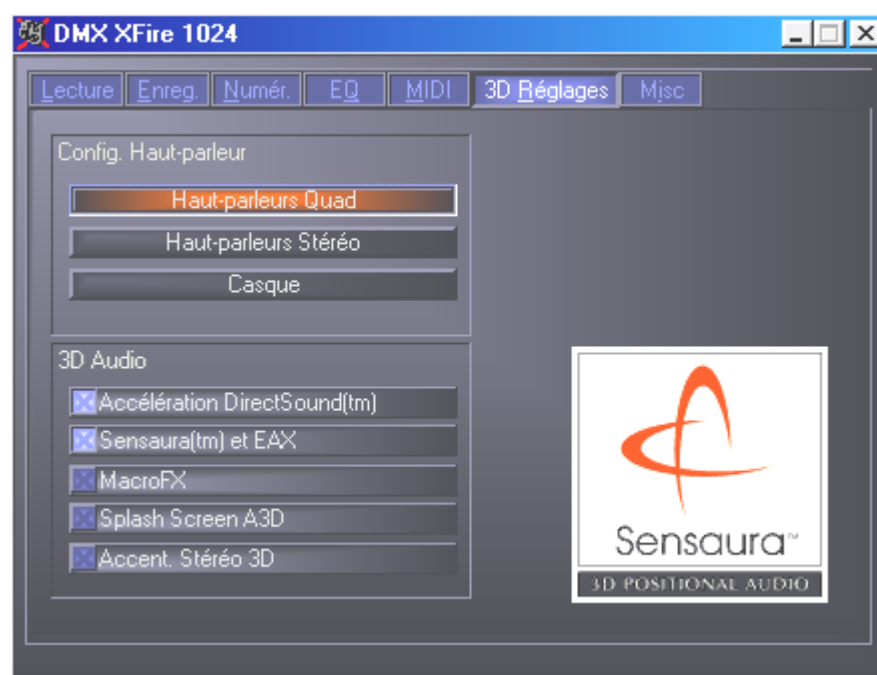 DMX XFire 1024
Lecture Enreg. Numér. EQ MIDI 3D Réglages Misc
Config. Haut-parleur
Haut-parleurs Quad
Haut-parleurs Stéréo
Casque
3D Audio
Accélération DirectSound(tm)
Sensaura(tm) et EAX
MacroFX
Splash Screen A3D
Accent. Stéréo 3D
Sensaura™
3D POSITIONAL AUDIO